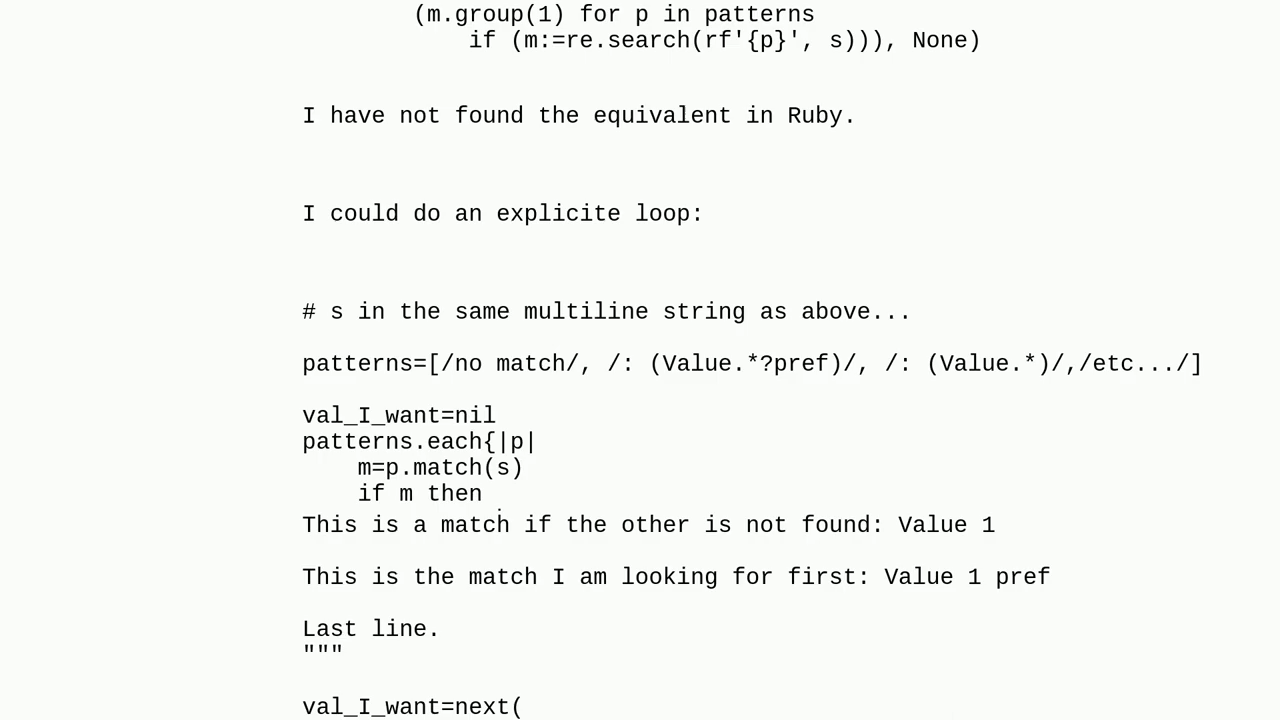 (m.group(1) for p in patterns
if (m:=re.search(rf'{p}', s))), None)
I have not found the equivalent in Ruby.
I could do an explicite loop:
# s in the same multiline string as above...
patterns=[/no match/, /: (Value.*?pref)/, /: (Value.*)/,/etc.../]
val_I_want=nil
patterns.each{|p|
m=p.match(s)
if m then
This is a match if the other is not found: Value 1
This is the match I am looking for first: Value 1 pref
Last line.
"""
val_I_want=next(